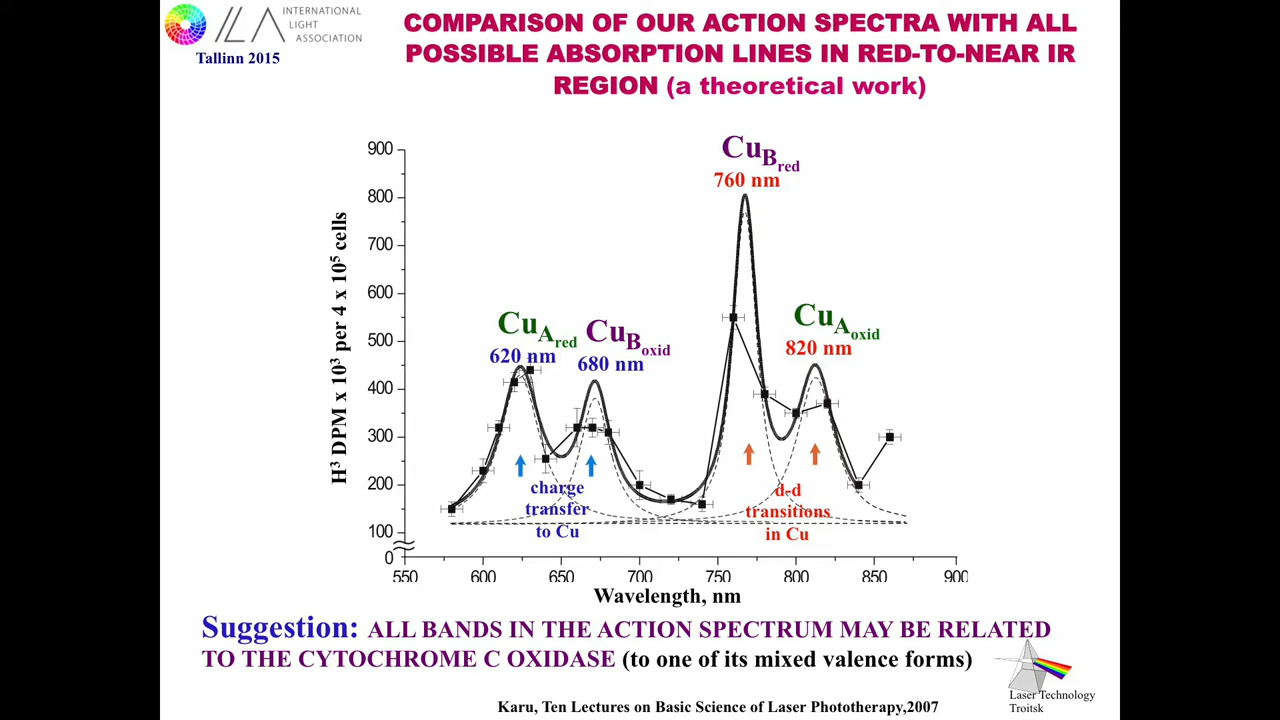 INTERNATIONAL
LIGHT
ASSOCIATION
Tallinn 2015
COMPARISON OF OUR ACTION SPECTRA WITH ALL
POSSIBLE ABSORPTION LINES IN RED-TO-NEAR IR
REGION (a theoretical work)
H³ DPM x 10³ per 4 x 10⁵ cells
900
800
700
600
500
400
300
200
100
0
CuBred
760 nm
CuAred
620 nm
CuBoxid
680 nm
CuAoxid
820 nm
charge
transfer
to Cu
d-d
transitions
in Cu
550 600 650 700 750 800 850 900
Wavelength, nm
Suggestion: ALL BANDS IN THE ACTION SPECTRUM MAY BE RELATED
TO THE CYTOCHROME C OXIDASE (to one of its mixed valence forms)
Laser Technology
Troitsk
Karu, Ten Lectures on Basic Science of Laser Phototherapy,2007